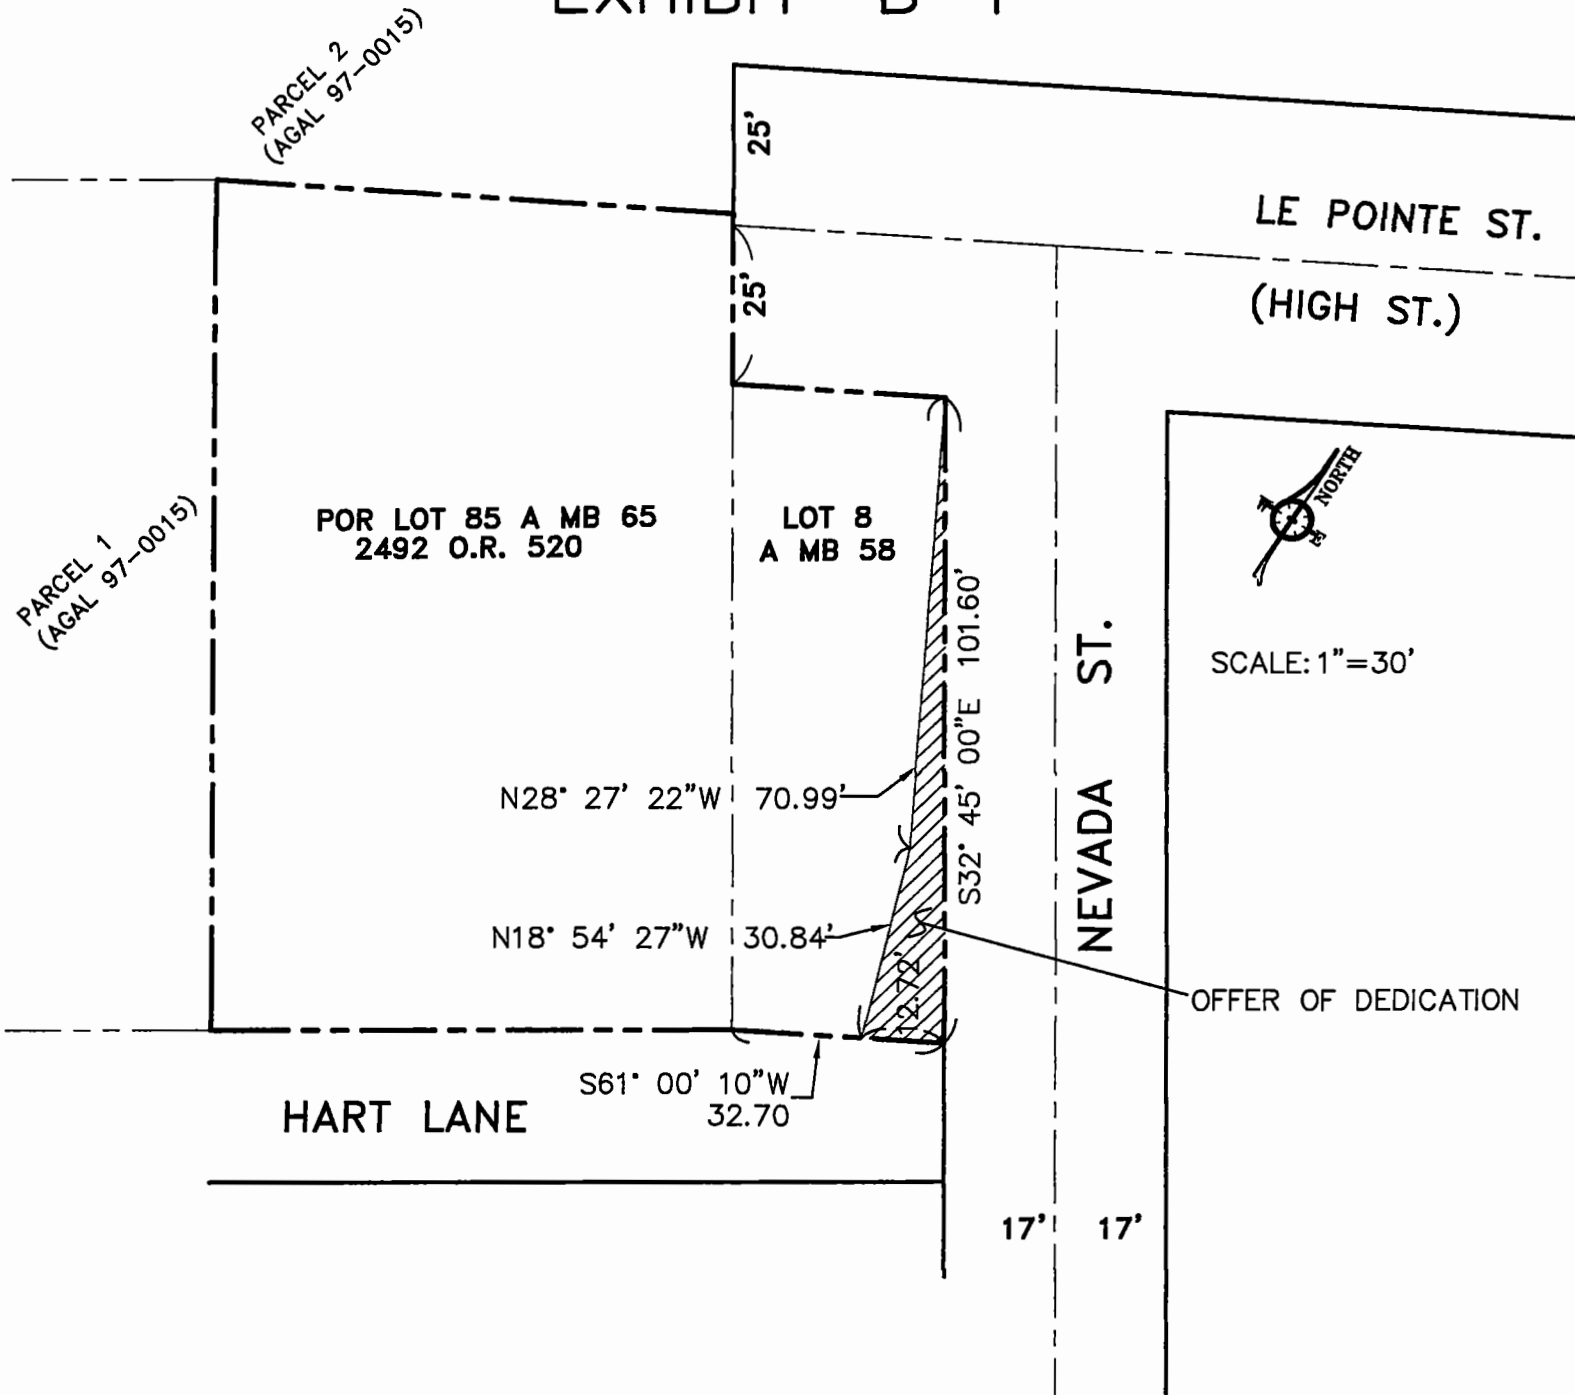 PARCEL 2
(AGAL 97-0015)
25'
LE POINTE ST.
25'
(HIGH ST.)
W
NORTH
E
POR LOT 85 A MB 65
2492 O.R. 520
LOT 8
A MB 58
PARCEL 1
(AGAL 97-0015)
SCALE: 1"=30'
S32° 45' 00"E 101.60'
NEVADA ST.
N28° 27' 22"W 70.99'
N18° 54' 27"W 30.84'
12.72'
OFFER OF DEDICATION
S61° 00' 10"W
32.70
HART LANE
17' 17'